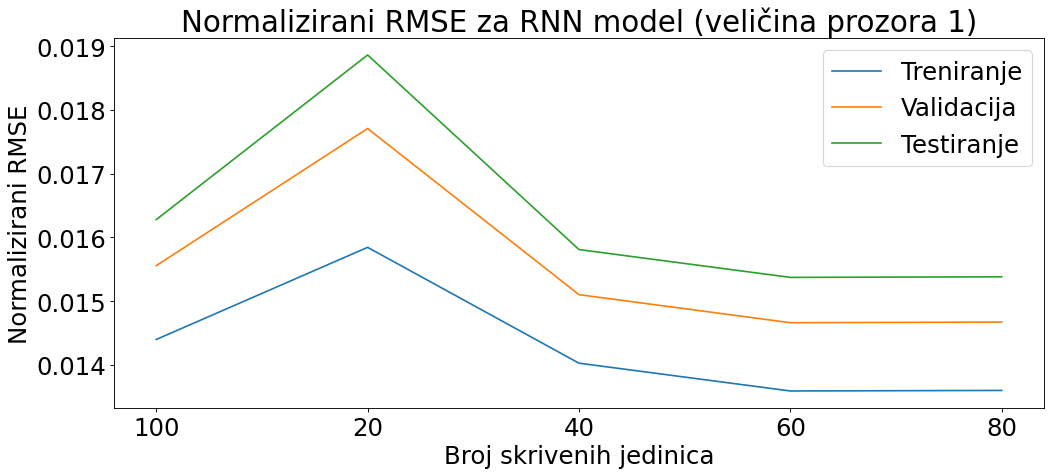 Normalizirani RMSE za RNN model (veličina prozora 1)
Normalizirani RMSE
0.019
0.018
0.017
0.016
0.015
0.014
Treniranje
Validacija
Testiranje
100 20 40 60 80
Broj skrivenih jedinica